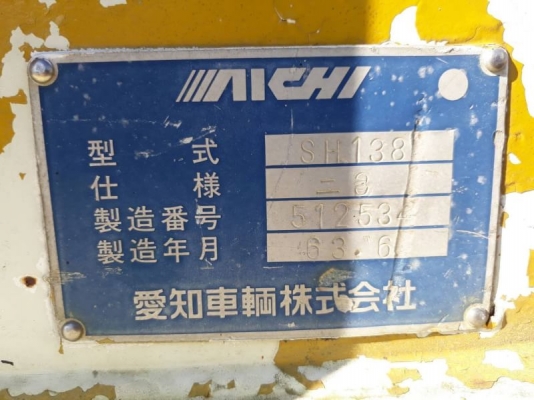 AICHI
型式 SH138
仕様 二8
製造番号 512534
製造年月 63.6
愛知車輌株式会社